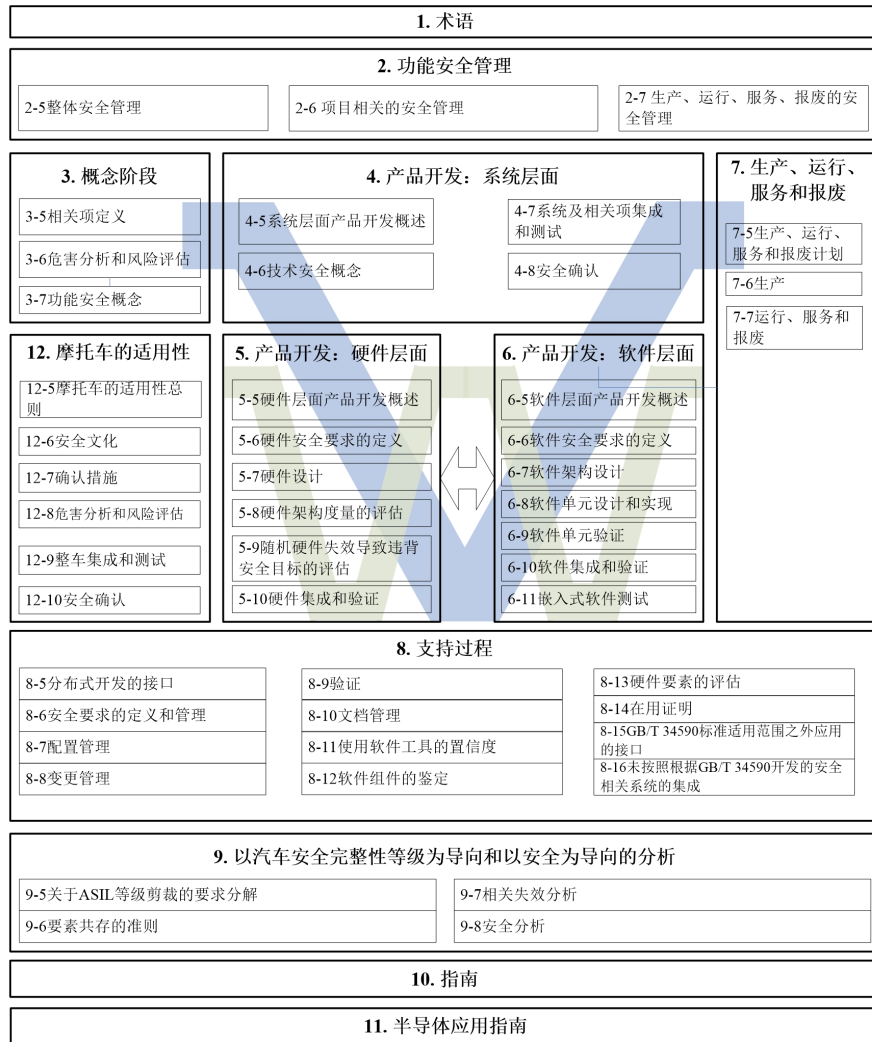 1. 术语
2. 功能安全管理
2-5整体安全管理
2-6 项目相关的安全管理
2-7 生产、运行、服务、报废的安
全管理
3. 概念阶段
3-5相关项定义
3-6危害分析和风险评估
3-7功能安全概念
4. 产品开发：系统层面
4-5系统层面产品开发概述
4-6技术安全概念
4-7系统及相关项集成
和测试
4-8安全确认
7. 生产、运行、
服务和报废
7-5生产、运行、
服务和报废计划
7-6生产
7-7运行、服务和
报废
12. 摩托车的适用性
12-5摩托车的适用性总
则
12-6安全文化
12-7确认措施
12-8危害分析和风险评估
12-9整车集成和测试
12-10安全确认
5. 产品开发：硬件层面
5-5硬件层面产品开发概述
5-6硬件安全要求的定义
5-7硬件设计
5-8硬件架构度量的评估
5-9随机硬件失效导致违背
安全目标的评估
5-10硬件集成和验证
6. 产品开发：软件层面
6-5软件层面产品开发概述
6-6软件安全要求的定义
6-7软件架构设计
6-8软件单元设计和实现
6-9软件单元验证
6-10软件集成和验证
6-11嵌入式软件测试
8. 支持过程
8-5分布式开发的接口
8-6安全要求的定义和管理
8-7配置管理
8-8变更管理
8-9验证
8-10文档管理
8-11使用软件工具的置信度
8-12软件组件的鉴定
8-13硬件要素的评估
8-14在用证明
8-15GB/T 34590标准适用范围之外应用
的接口
8-16未按照根据GB/T 34590开发的安全
相关系统的集成
9. 以汽车安全完整性等级为导向和以安全为导向的分析
9-5关于ASIL等级剪裁的要求分解
9-6要素共存的准则
9-7相关失效分析
9-8安全分析
10. 指南
11. 半导体应用指南